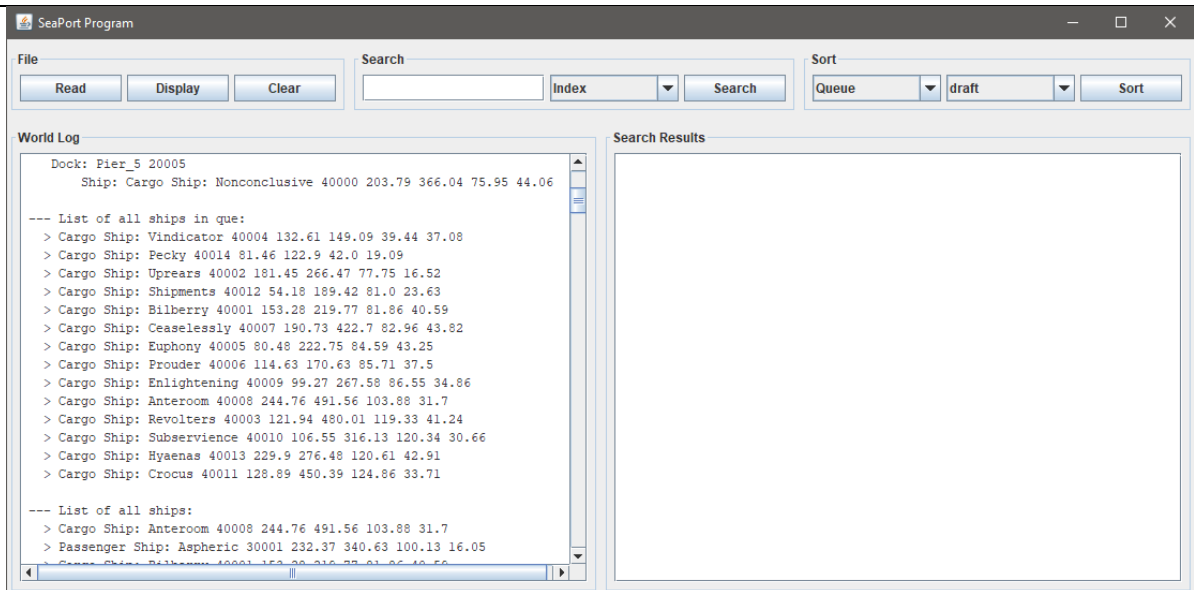 SeaPort Program
File
Search
Sort
Read Display Clear
Index Search
Queue draft Sort
World Log
Search Results
Dock: Pier_5 20005
Ship: Cargo Ship: Nonconclusive 40000 203.79 366.04 75.95 44.06
--- List of all ships in que:
> Cargo Ship: Vindicator 40004 132.61 149.09 39.44 37.08
> Cargo Ship: Pecky 40014 81.46 122.9 42.0 19.09
> Cargo Ship: Uprears 40002 181.45 266.47 77.75 16.52
> Cargo Ship: Shipments 40012 54.18 189.42 81.0 23.63
> Cargo Ship: Bilberry 40001 153.28 219.77 81.86 40.59
> Cargo Ship: Ceaselessly 40007 190.73 422.7 82.96 43.82
> Cargo Ship: Euphony 40005 80.48 222.75 84.59 43.25
> Cargo Ship: Prouder 40006 114.63 170.63 85.71 37.5
> Cargo Ship: Enlightening 40009 99.27 267.58 86.55 34.86
> Cargo Ship: Anteroom 40008 244.76 491.56 103.88 31.7
> Cargo Ship: Revolters 40003 121.94 480.01 119.33 41.24
> Cargo Ship: Subservience 40010 106.55 316.13 120.34 30.66
> Cargo Ship: Hyaenas 40013 229.9 276.48 120.61 42.91
> Cargo Ship: Crocus 40011 128.89 450.39 124.86 33.71
--- List of all ships:
> Cargo Ship: Anteroom 40008 244.76 491.56 103.88 31.7
> Passenger Ship: Aspheric 30001 232.37 340.63 100.13 16.05
> Cargo Ship: Bilberry 40001 153.28 219.77 81.86 40.59